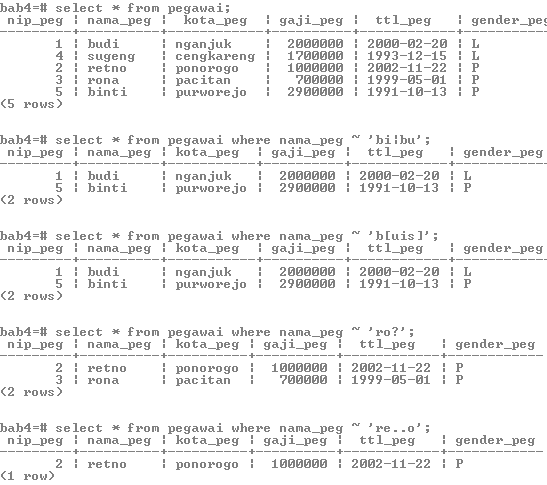 bab4=# select * from pegawai;
 nip_peg ¦ nama_peg ¦  kota_peg  ¦ gaji_peg ¦  ttl_peg   ¦ gender_peg
---------+----------+------------+----------+------------+-----------
       1 ¦ budi     ¦ nganjuk    ¦  2000000 ¦ 2000-02-20 ¦ L
       4 ¦ sugeng   ¦ cengkareng ¦  1700000 ¦ 1993-12-15 ¦ L
       2 ¦ retno    ¦ ponorogo   ¦  1000000 ¦ 2002-11-22 ¦ P
       3 ¦ rona     ¦ pacitan    ¦   700000 ¦ 1999-05-01 ¦ P
       5 ¦ binti    ¦ purworejo  ¦  2900000 ¦ 1991-10-13 ¦ P
(5 rows)
bab4=# select * from pegawai where nama_peg ~ 'bi¦bu';
 nip_peg ¦ nama_peg ¦ kota_peg  ¦ gaji_peg ¦  ttl_peg   ¦ gender_peg
---------+----------+-----------+----------+------------+------------
       1 ¦ budi     ¦ nganjuk   ¦  2000000 ¦ 2000-02-20 ¦ L
       5 ¦ binti    ¦ purworejo ¦  2900000 ¦ 1991-10-13 ¦ P
(2 rows)
bab4=# select * from pegawai where nama_peg ~ 'b[uis]';
 nip_peg ¦ nama_peg ¦ kota_peg  ¦ gaji_peg ¦  ttl_peg   ¦ gender_peg
---------+----------+-----------+----------+------------+------------
       1 ¦ budi     ¦ nganjuk   ¦  2000000 ¦ 2000-02-20 ¦ L
       5 ¦ binti    ¦ purworejo ¦  2900000 ¦ 1991-10-13 ¦ P
(2 rows)
bab4=# select * from pegawai where nama_peg ~ 'ro?';
 nip_peg ¦ nama_peg ¦ kota_peg ¦ gaji_peg ¦  ttl_peg   ¦ gender_peg
---------+----------+----------+----------+------------+------------
       2 ¦ retno    ¦ ponorogo ¦  1000000 ¦ 2002-11-22 ¦ P
       3 ¦ rona     ¦ pacitan  ¦   700000 ¦ 1999-05-01 ¦ P
(2 rows)
bab4=# select * from pegawai where nama_peg ~ 're..o';
 nip_peg ¦ nama_peg ¦ kota_peg ¦ gaji_peg ¦  ttl_peg   ¦ gender_peg
---------+----------+----------+----------+------------+------------
       2 ¦ retno    ¦ ponorogo ¦  1000000 ¦ 2002-11-22 ¦ P
(1 row)